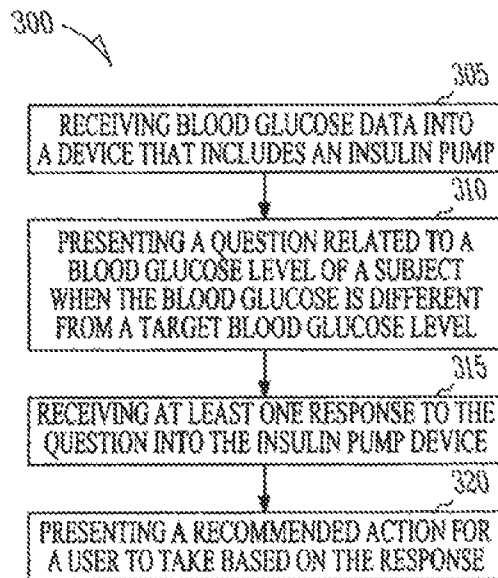 300
305
RECEIVING BLOOD GLUCOSE DATA INTO
A DEVICE THAT INCLUDES AN INSULIN PUMP
310
PRESENTING A QUESTION RELATED TO A
BLOOD GLUCOSE LEVEL OF A SUBJECT
WHEN THE BLOOD GLUCOSE IS DIFFERENT
FROM A TARGET BLOOD GLUCOSE LEVEL
315
RECEIVING AT LEAST ONE RESPONSE TO THE
QUESTION INTO THE INSULIN PUMP DEVICE
320
PRESENTING A RECOMMENDED ACTION FOR
A USER TO TAKE BASED ON THE RESPONSE